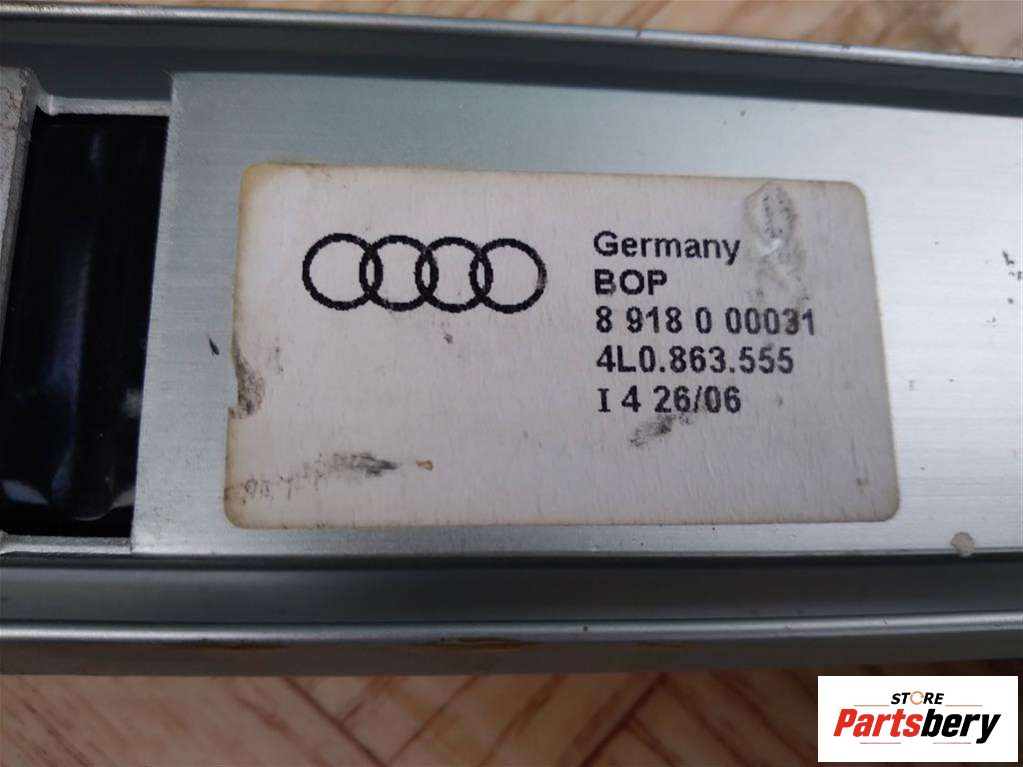 Germany
BOP
8 918 0 00031
4L0.863.555
I 4 26/06
STORE
Partsbery